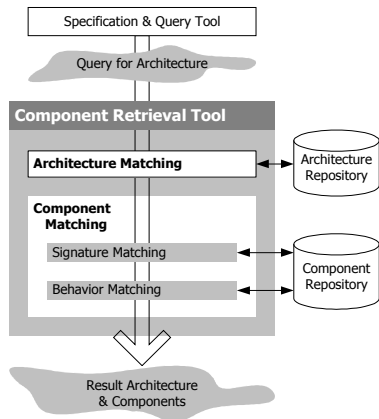 Specification & Query Tool
Query for Architecture
Component Retrieval Tool
Architecture Matching
Architecture
Repository
Component
Matching
Signature Matching
Behavior Matching
Component
Repository
Result Architecture
& Components